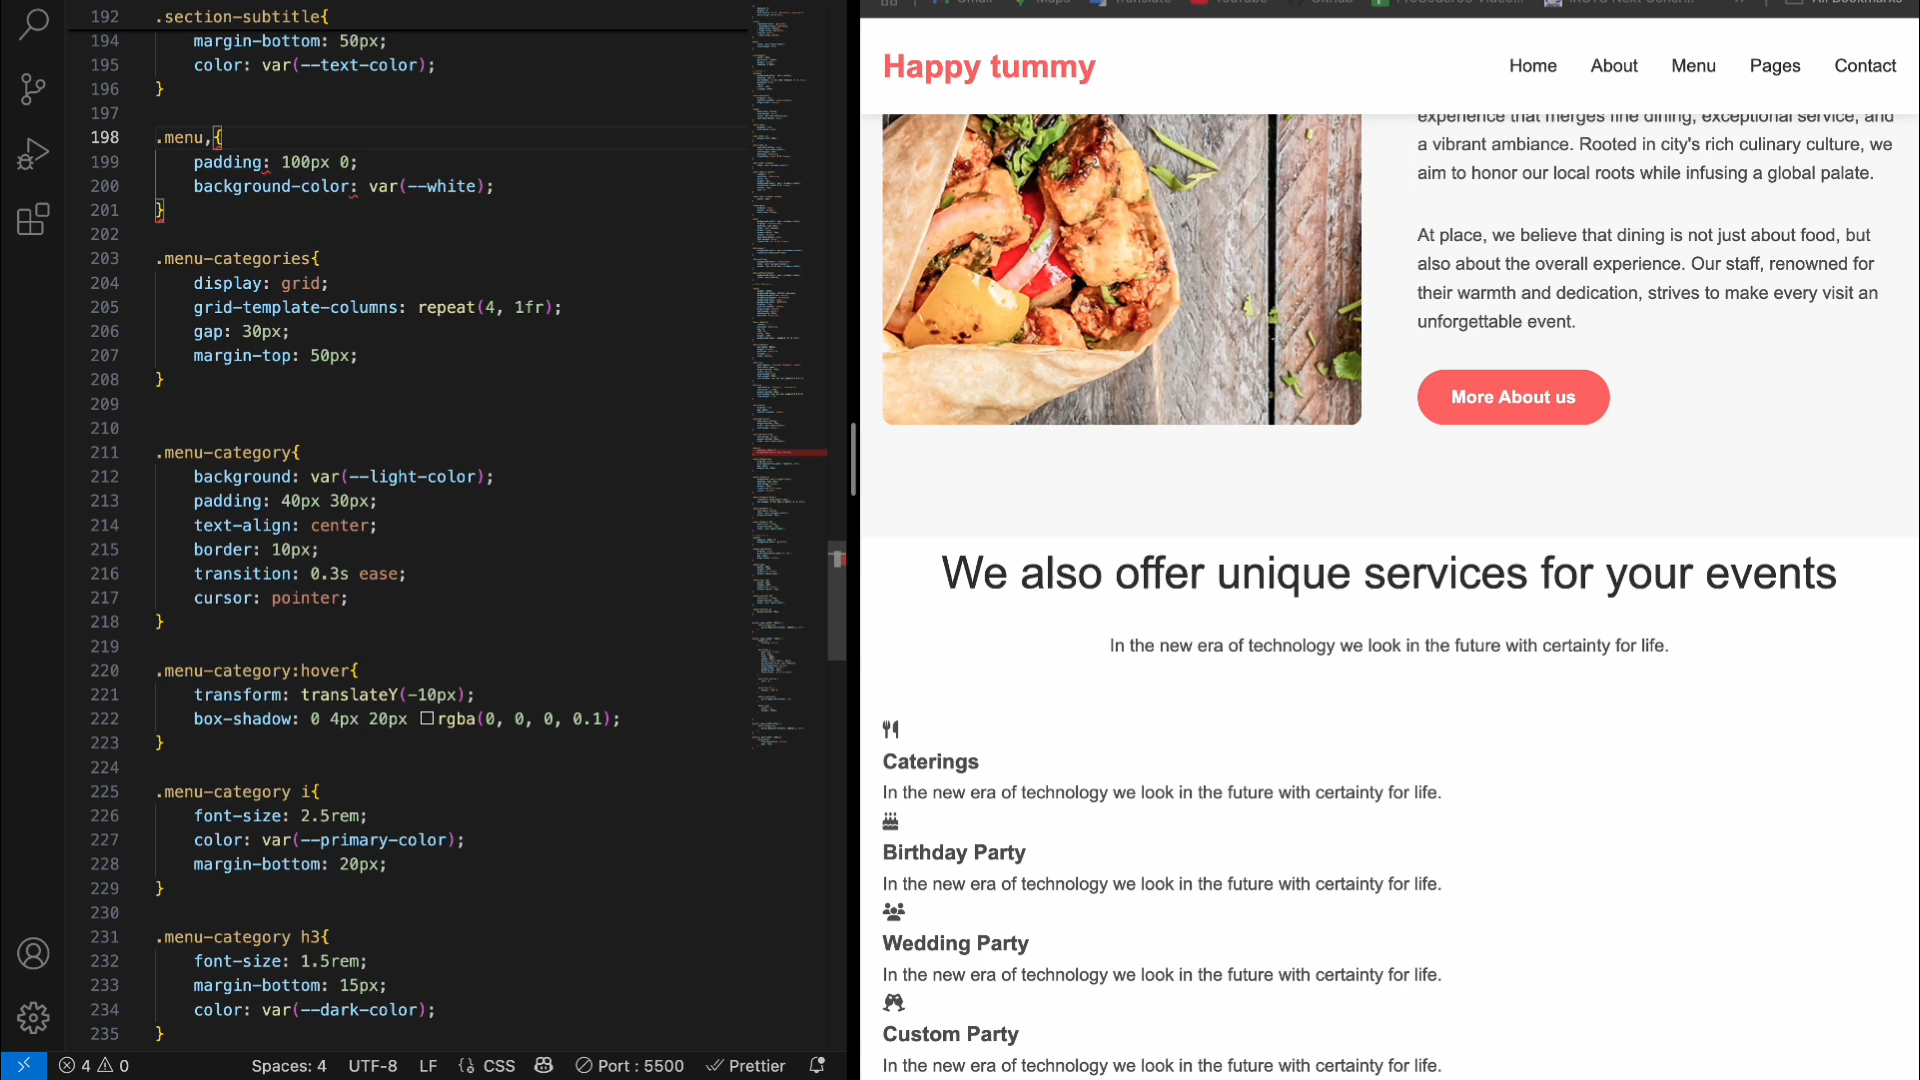 192 .section-subtitle{
194 margin-bottom: 50px;
195 color: var(--text-color);
196 }
197
198 .menu,{
199 padding: 100px 0;
200 background-color: var(--white);
201 }
202
203 .menu-categories{
204 display: grid;
205 grid-template-columns: repeat(4, 1fr);
206 gap: 30px;
207 margin-top: 50px;
208 }
209
210
211 .menu-category{
212 background: var(--light-color);
213 padding: 40px 30px;
214 text-align: center;
215 border: 10px;
216 transition: 0.3s ease;
217 cursor: pointer;
218 }
219
220 .menu-category:hover{
221 transform: translateY(-10px);
222 box-shadow: 0 4px 20px rgba(0, 0, 0, 0.1);
223 }
224
225 .menu-category i{
226 font-size: 2.5rem;
227 color: var(--primary-color);
228 margin-bottom: 20px;
229 }
230
231 .menu-category h3{
232 font-size: 1.5rem;
233 margin-bottom: 15px;
234 color: var(--dark-color);
235 }
4 0 Spaces: 4 UTF-8 LF {} CSS Port : 5500 Prettier
Happy tummy
Home About Menu Pages Contact
experience that merges fine dining, exceptional service, and
a vibrant ambiance. Rooted in city's rich culinary culture, we
aim to honor our local roots while infusing a global palate.
At place, we believe that dining is not just about food, but
also about the overall experience. Our staff, renowned for
their warmth and dedication, strives to make every visit an
unforgettable event.
More About us
We also offer unique services for your events
In the new era of technology we look in the future with certainty for life.
Caterings
In the new era of technology we look in the future with certainty for life.
Birthday Party
In the new era of technology we look in the future with certainty for life.
Wedding Party
In the new era of technology we look in the future with certainty for life.
Custom Party
In the new era of technology we look in the future with certainty for life.